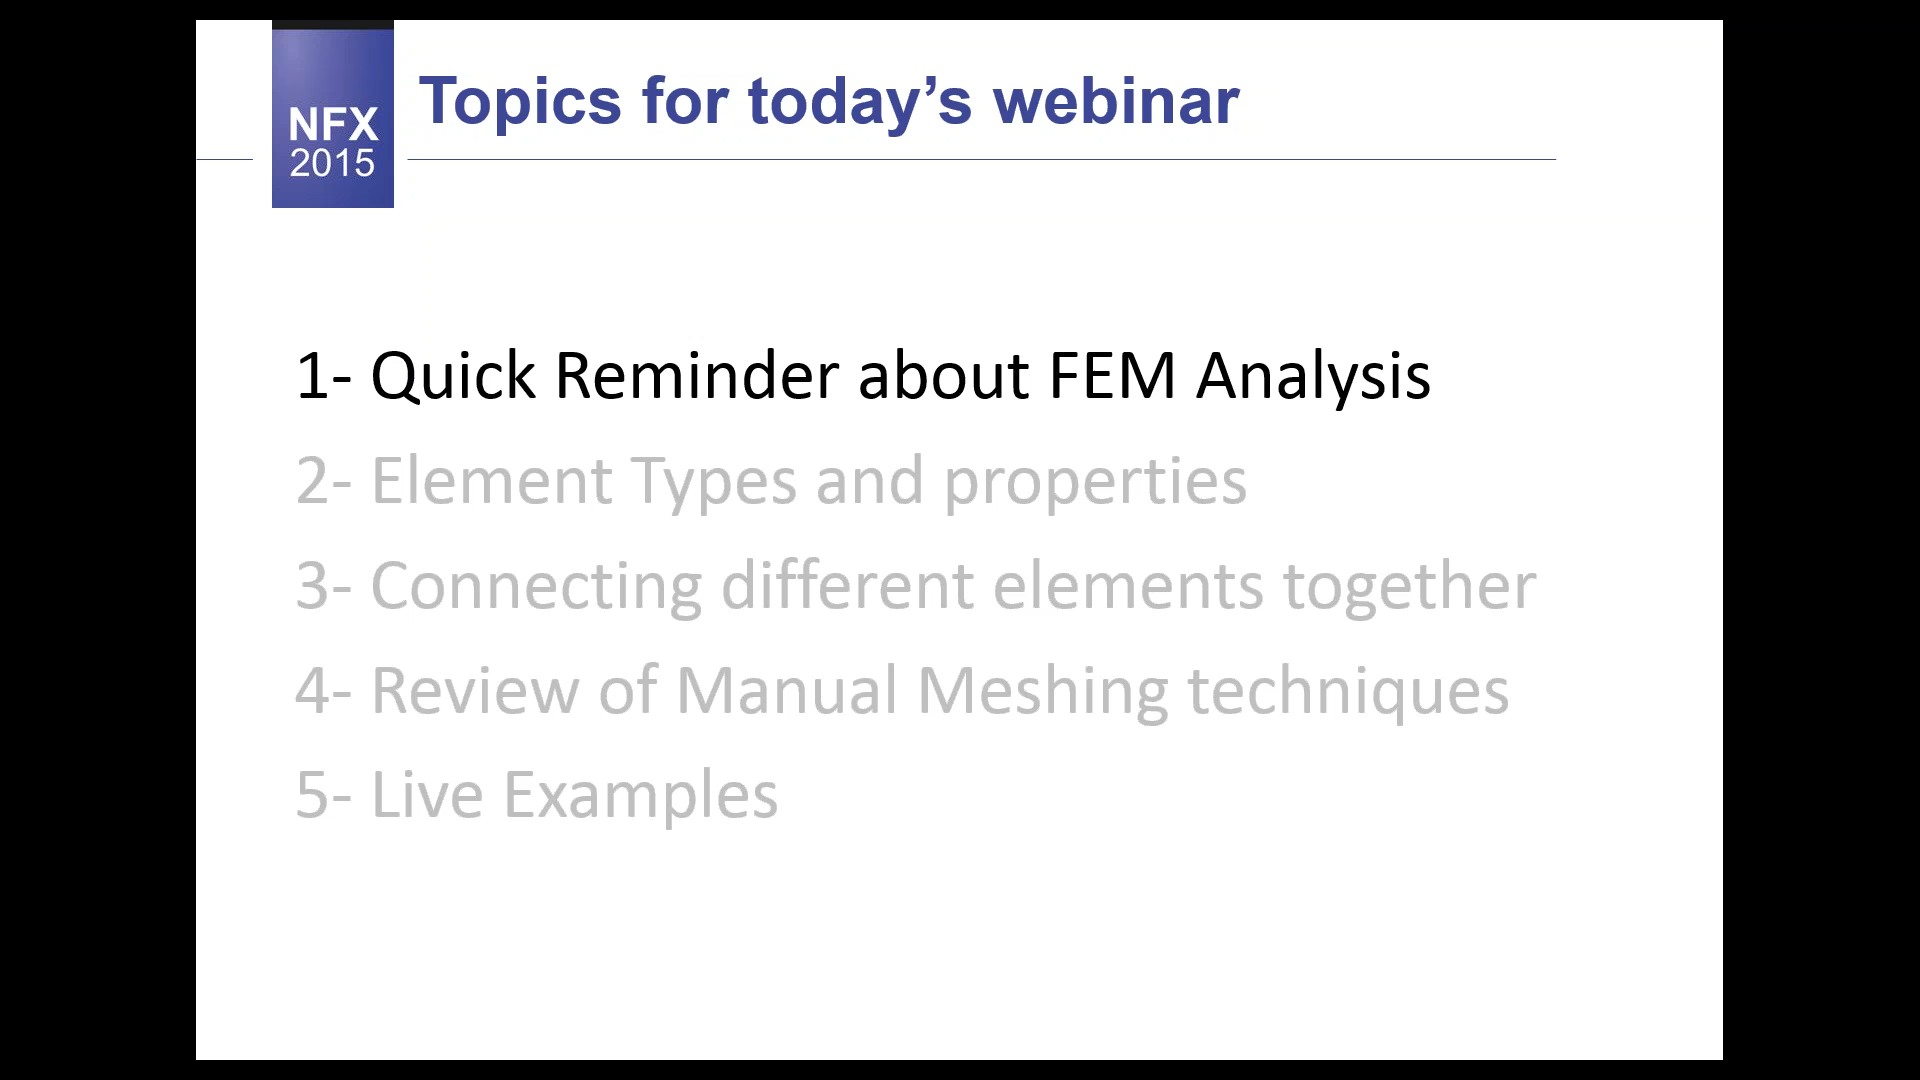 NFX
2015
Topics for today’s webinar
1- Quick Reminder about FEM Analysis
2- Element Types and properties
3- Connecting different elements together
4- Review of Manual Meshing techniques
5- Live Examples